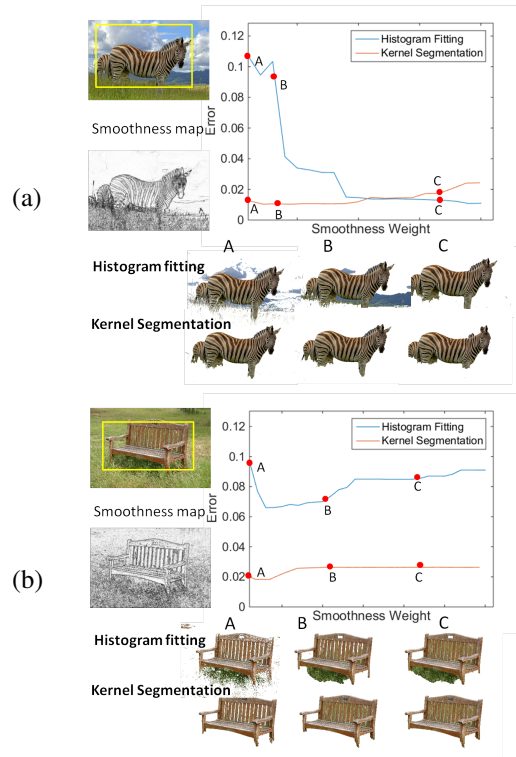 (a)
Smoothness map
Error
0.12
0.1
0.08
0.06
0.04
0.02
0
Histogram Fitting
Kernel Segmentation
A
B
C
C
A
B
Smoothness Weight
A B C
Histogram fitting
Kernel Segmentation
(b)
Smoothness map
Error
0.12
0.1
0.08
0.06
0.04
0.02
0
Histogram Fitting
Kernel Segmentation
A
B
C
A
B
C
Smoothness Weight
A B C
Histogram fitting
Kernel Segmentation